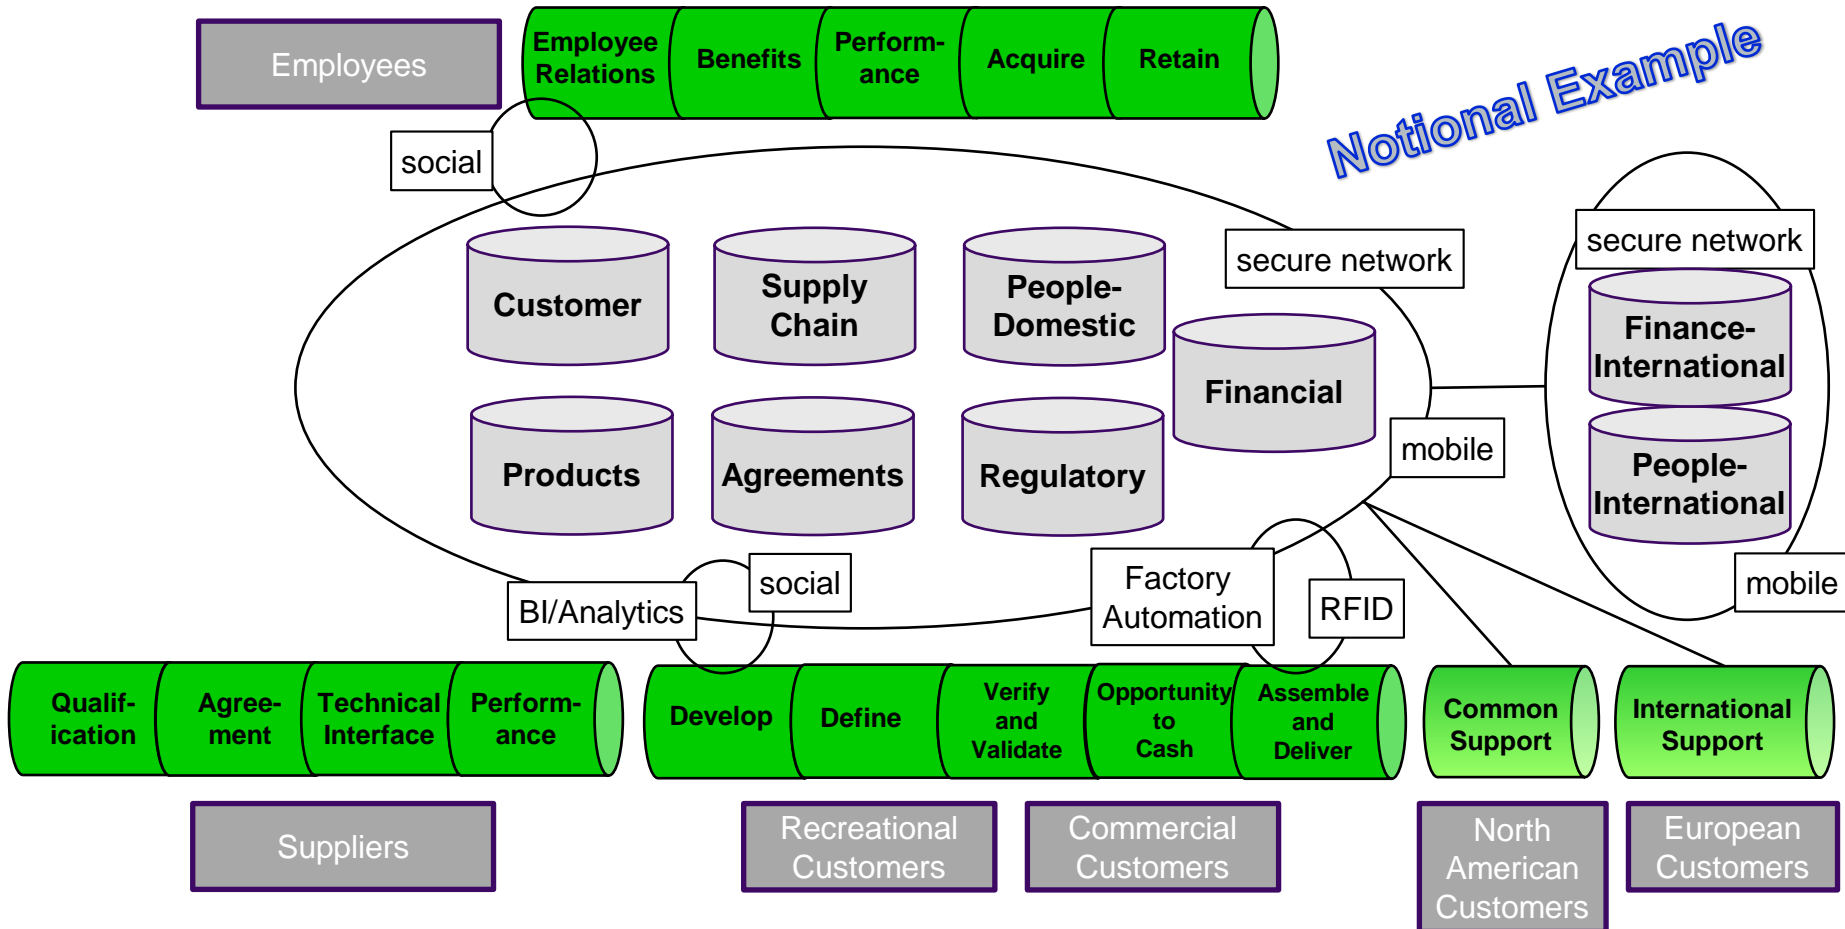 Employees
Employee
Relations
Benefits
Perform-
ance
Acquire
Retain
Notional Example
social
secure network
secure network
Customer
Supply
Chain
People-
Domestic
Financial
Finance-
International
Products
Agreements
Regulatory
mobile
People-
International
BI/Analytics
social
Factory
Automation
RFID
mobile
Qualif-
ication
Agree-
ment
Technical
Interface
Perform-
ance
Develop
Define
Verify
and
Validate
Opportunity
to
Cash
Assemble
and
Deliver
Common
Support
International
Support
Suppliers
Recreational
Customers
Commercial
Customers
North
American
Customers
European
Customers